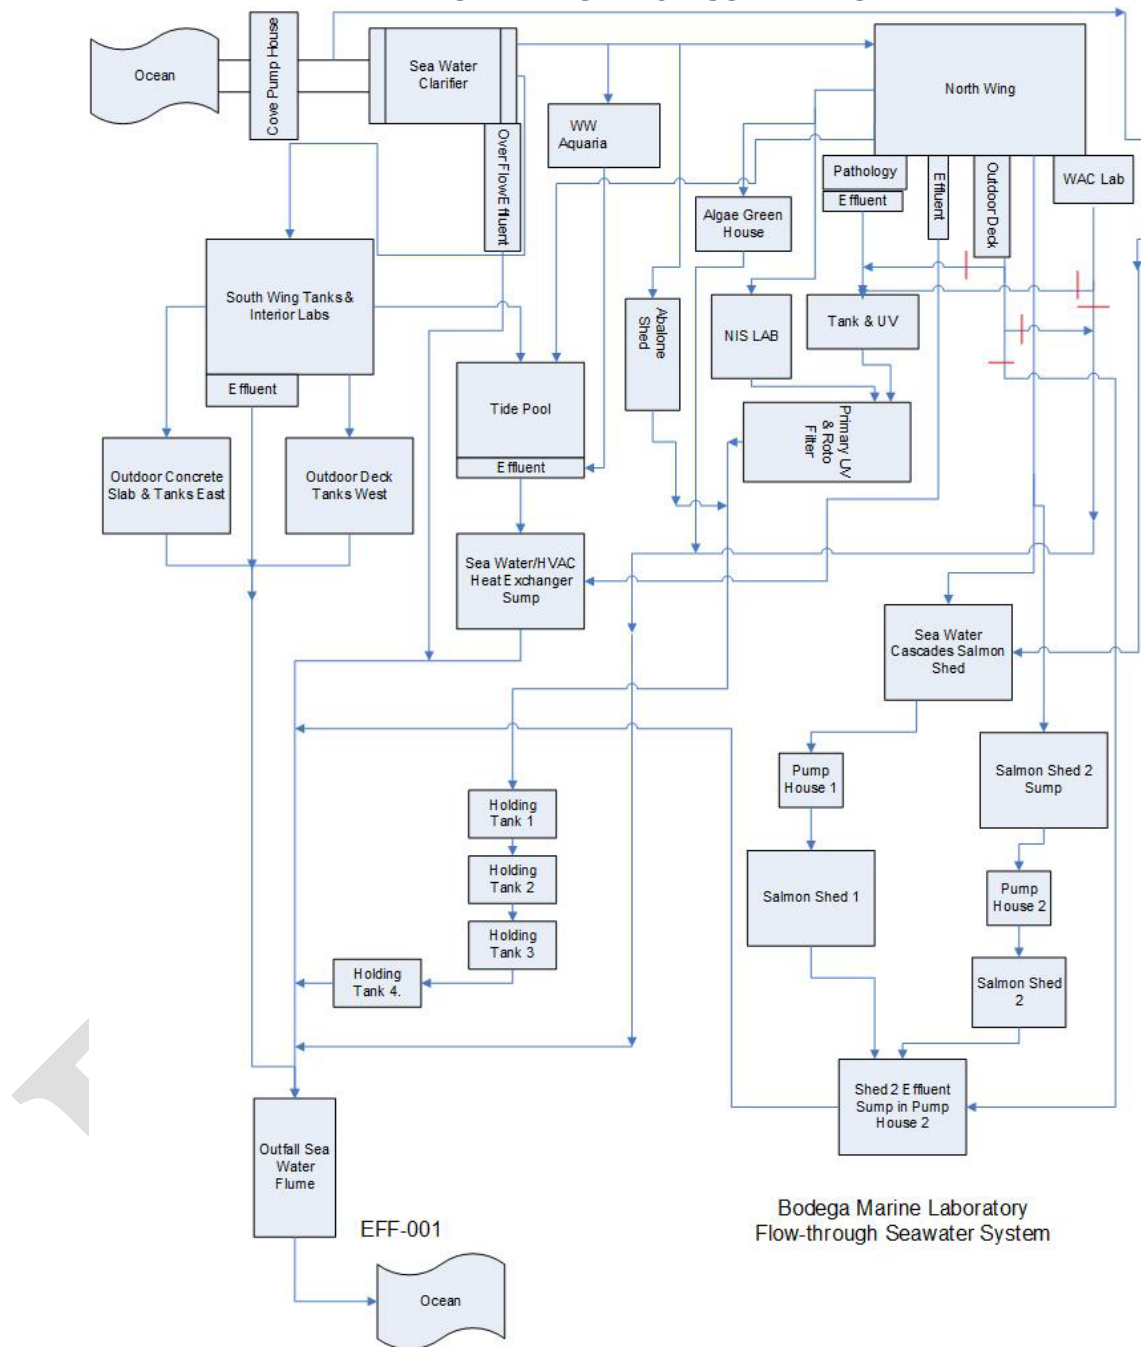 Ocean
Cove Pump House
Sea Water
Clarifier
Over Flow Effluent
WW
Aquaria
North Wing
Pathology
Effluent
Effluent
Outdoor Deck
WAC Lab
Algae Green
House
South Wing Tanks &
Interior Labs
Effluent
Abalone
Shed
NIS LAB
Tank & UV
Tide Pool
Effluent
Primary UV
& Roto
Filter
Outdoor Concrete
Slab & Tanks East
Outdoor Deck
Tanks West
Sea Water/HVAC
Heat Exchanger
Sump
Sea Water
Cascades Salmon
Shed
Pump
House 1
Salmon Shed 2
Sump
Holding
Tank 1
Holding
Tank 2
Holding
Tank 3
Holding
Tank 4.
Salmon Shed 1
Pump
House 2
Salmon Shed
2
Shed 2 Effluent
Sump in Pump
House 2
Outfall Sea
Water
Flume
EFF-001
Ocean
Bodega Marine Laboratory
Flow-through Seawater System